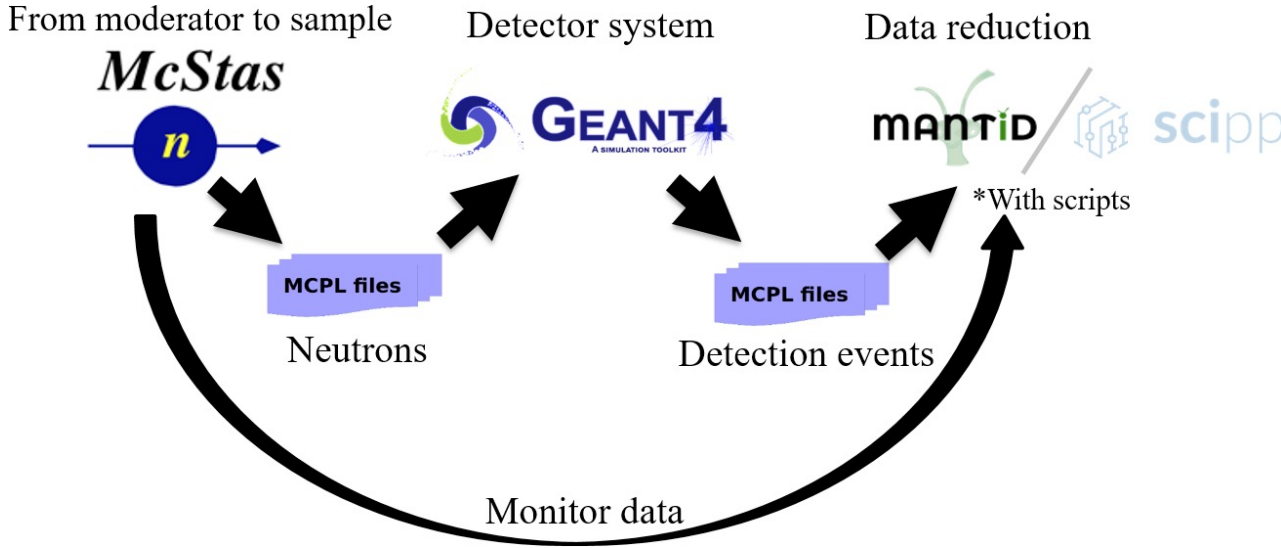 From moderator to sample
Detector system
Data reduction
McStas
n
GEANT4
A SIMULATION TOOLKIT
MANTiD
scipp
*With scripts
MCPL files
MCPL files
Neutrons
Detection events
Monitor data